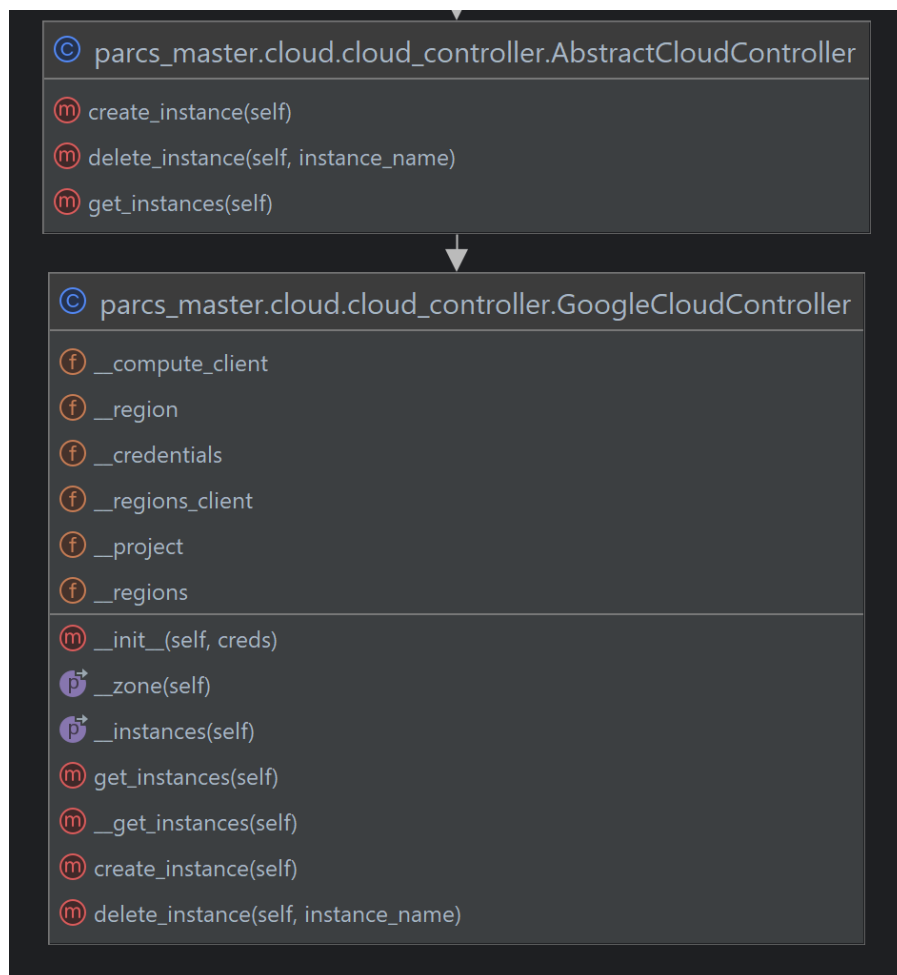 C parcs_master.cloud.cloud_controller.AbstractCloudController
m create_instance(self)
m delete_instance(self, instance_name)
m get_instances(self)
C parcs_master.cloud.cloud_controller.GoogleCloudController
f __compute_client
f __region
f __credentials
f __regions_client
f __project
f __regions
m __init__(self, creds)
p __zone(self)
p __instances(self)
m get_instances(self)
m __get_instances(self)
m create_instance(self)
m delete_instance(self, instance_name)